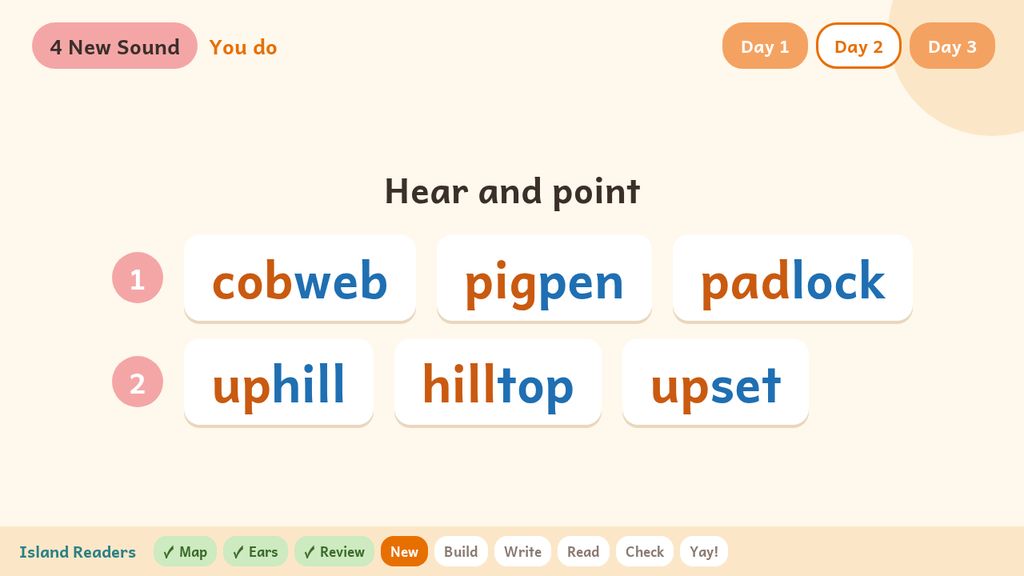 4 New Sound You do Day 1 Day 2 Day 3
Hear and point
1 cobweb pigpen padlock
2 uphill hilltop upset
Island Readers ✓ Map ✓ Ears ✓ Review New Build Write Read Check Yay!